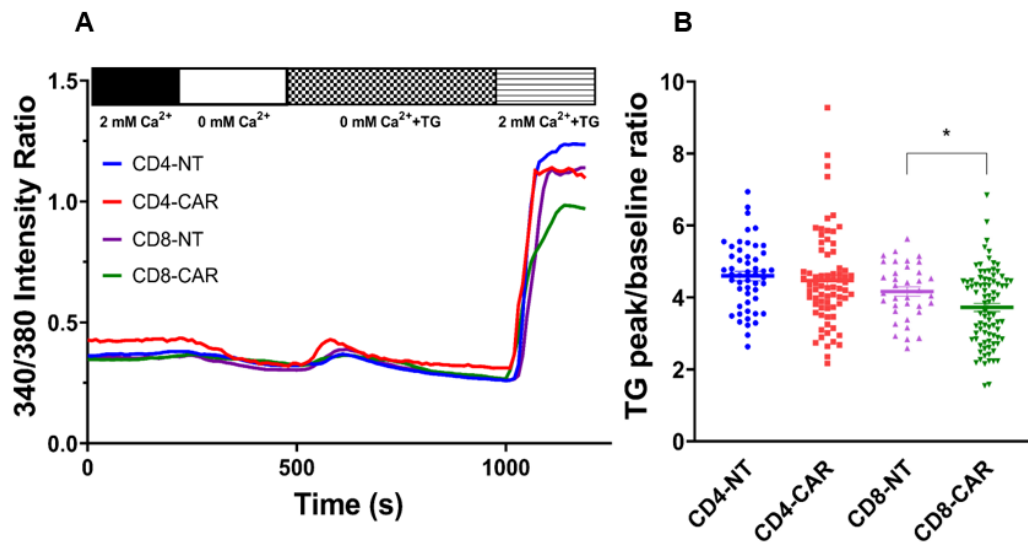 A
340/380 Intensity Ratio
1.5
1.0
0.5
0.0
2 mM Ca²⁺ 0 mM Ca²⁺ 0 mM Ca²⁺+TG 2 mM Ca²⁺+TG
CD4-NT
CD4-CAR
CD8-NT
CD8-CAR
0 500 1000
Time (s)
B
TG peak/baseline ratio
10
8
6
4
2
0
*
CD4-NT CD4-CAR CD8-NT CD8-CAR